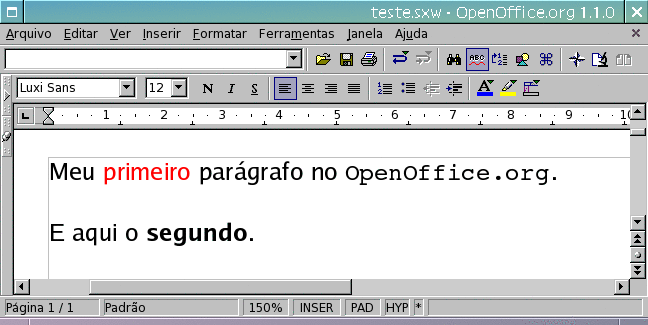 teste.sxw - OpenOffice.org 1.1.0
Arquivo Editar Ver Inserir Formatar Ferramentas Janela Ajuda
ABC
Luxi Sans 12 N I S A
1 2 3 4 5 6 7 8 9 10
Meu primeiro parágrafo no OpenOffice.org.
E aqui o segundo.
Página 1 / 1 Padrão 150% INSER PAD HYP *